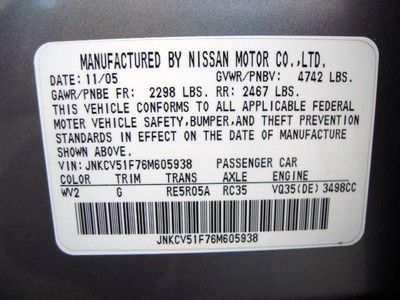 MANUFACTURED BY NISSAN MOTOR CO.,LTD.
DATE: 11/05 GVWR/PNBV: 4742 LBS.
GAWR/PNBE FR: 2298 LBS. RR: 2467 LBS.
THIS VEHICLE CONFORMS TO ALL APPLICABLE FEDERAL
MOTER VEHICLE SAFETY,BUMPER,AND THEFT PREVENTION
STANDARDS IN EFFECT ON THE DATE OF MANUFACTURE
SHOWN ABOVE.
VIN: JNKCV51F76M605938 PASSENGER CAR
COLOR TRIM TRANS AXLE ENGINE
WV2 G RE5R05A RC35 VQ35(DE) 3498CC
JNKCV51F76M605938